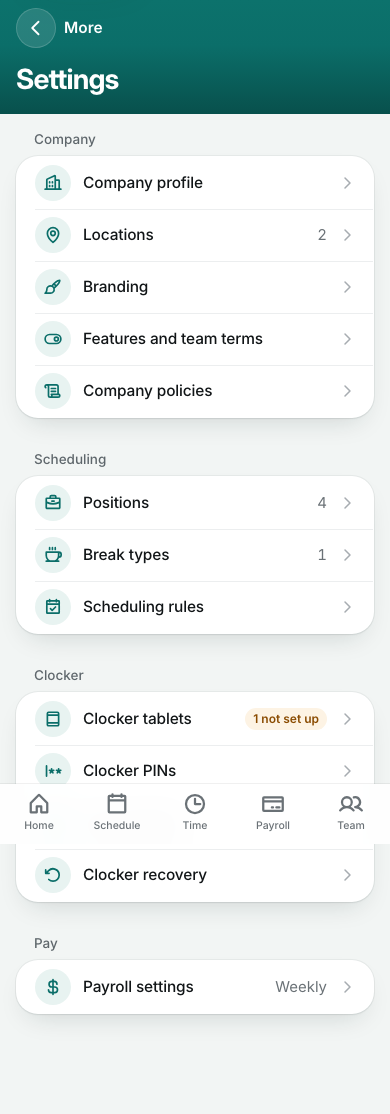 More
Settings
Company
Company profile
Locations 2
Branding
Features and team terms
Company policies
Scheduling
Positions 4
Break types 1
Scheduling rules
Clocker
Clocker tablets 1 not set up
Clocker PINs
Home Schedule Time Payroll Team
Clocker recovery
Pay
Payroll settings Weekly